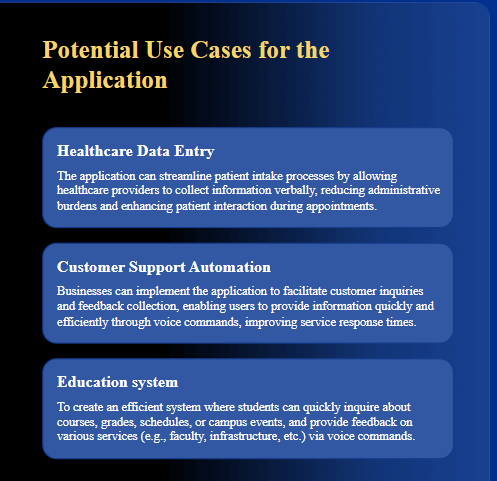 Potential Use Cases for the
Application
Healthcare Data Entry
The application can streamline patient intake processes by allowing
healthcare providers to collect information verbally, reducing administrative
burdens and enhancing patient interaction during appointments.
Customer Support Automation
Businesses can implement the application to facilitate customer inquiries
and feedback collection, enabling users to provide information quickly and
efficiently through voice commands, improving service response times.
Education system
To create an efficient system where students can quickly inquire about
courses, grades, schedules, or campus events, and provide feedback on
various services (e.g., faculty, infrastructure, etc.) via voice commands.